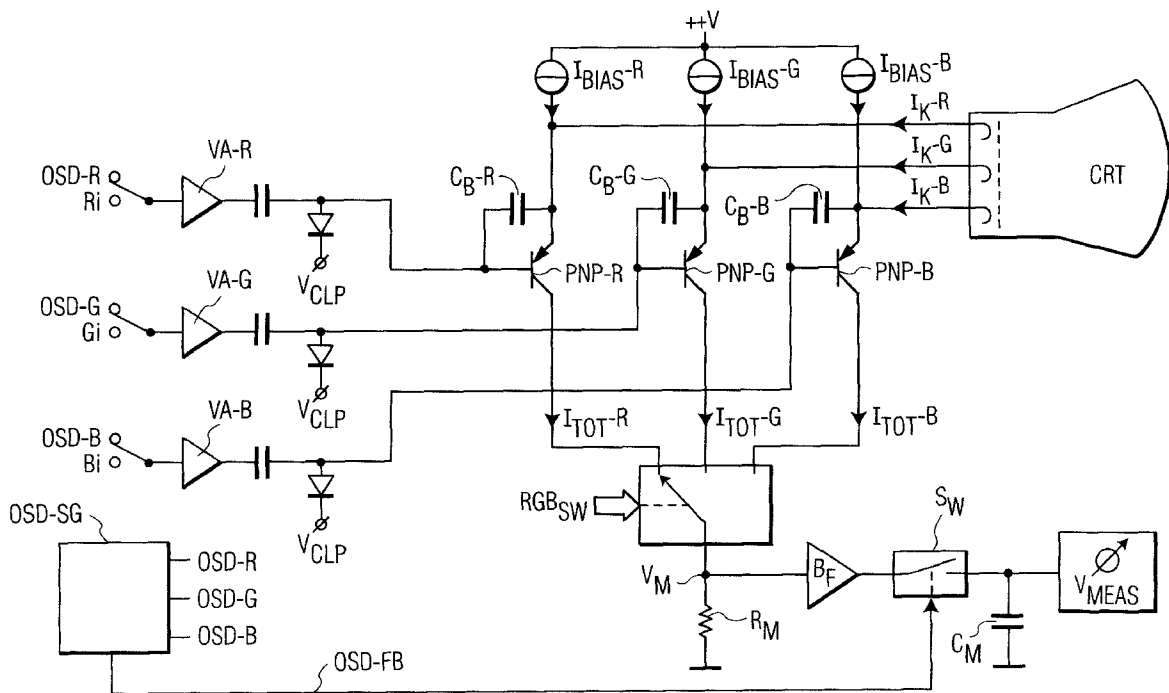 ++V
IBIAS-R
IBIAS-G
IBIAS-B
IK-R
IK-G
IK-B
CRT
VA-R
OSD-R
Ri
CB-R
CB-G
CB-B
PNP-R
PNP-G
PNP-B
VCLP
VA-G
OSD-G
Gi
VCLP
VA-B
OSD-B
Bi
ITOT-R
ITOT-G
ITOT-B
VCLP
RGBSW
OSD-SG
OSD-R
OSD-G
OSD-B
VM
BF
SW
VMEAS
RM
CM
OSD-FB